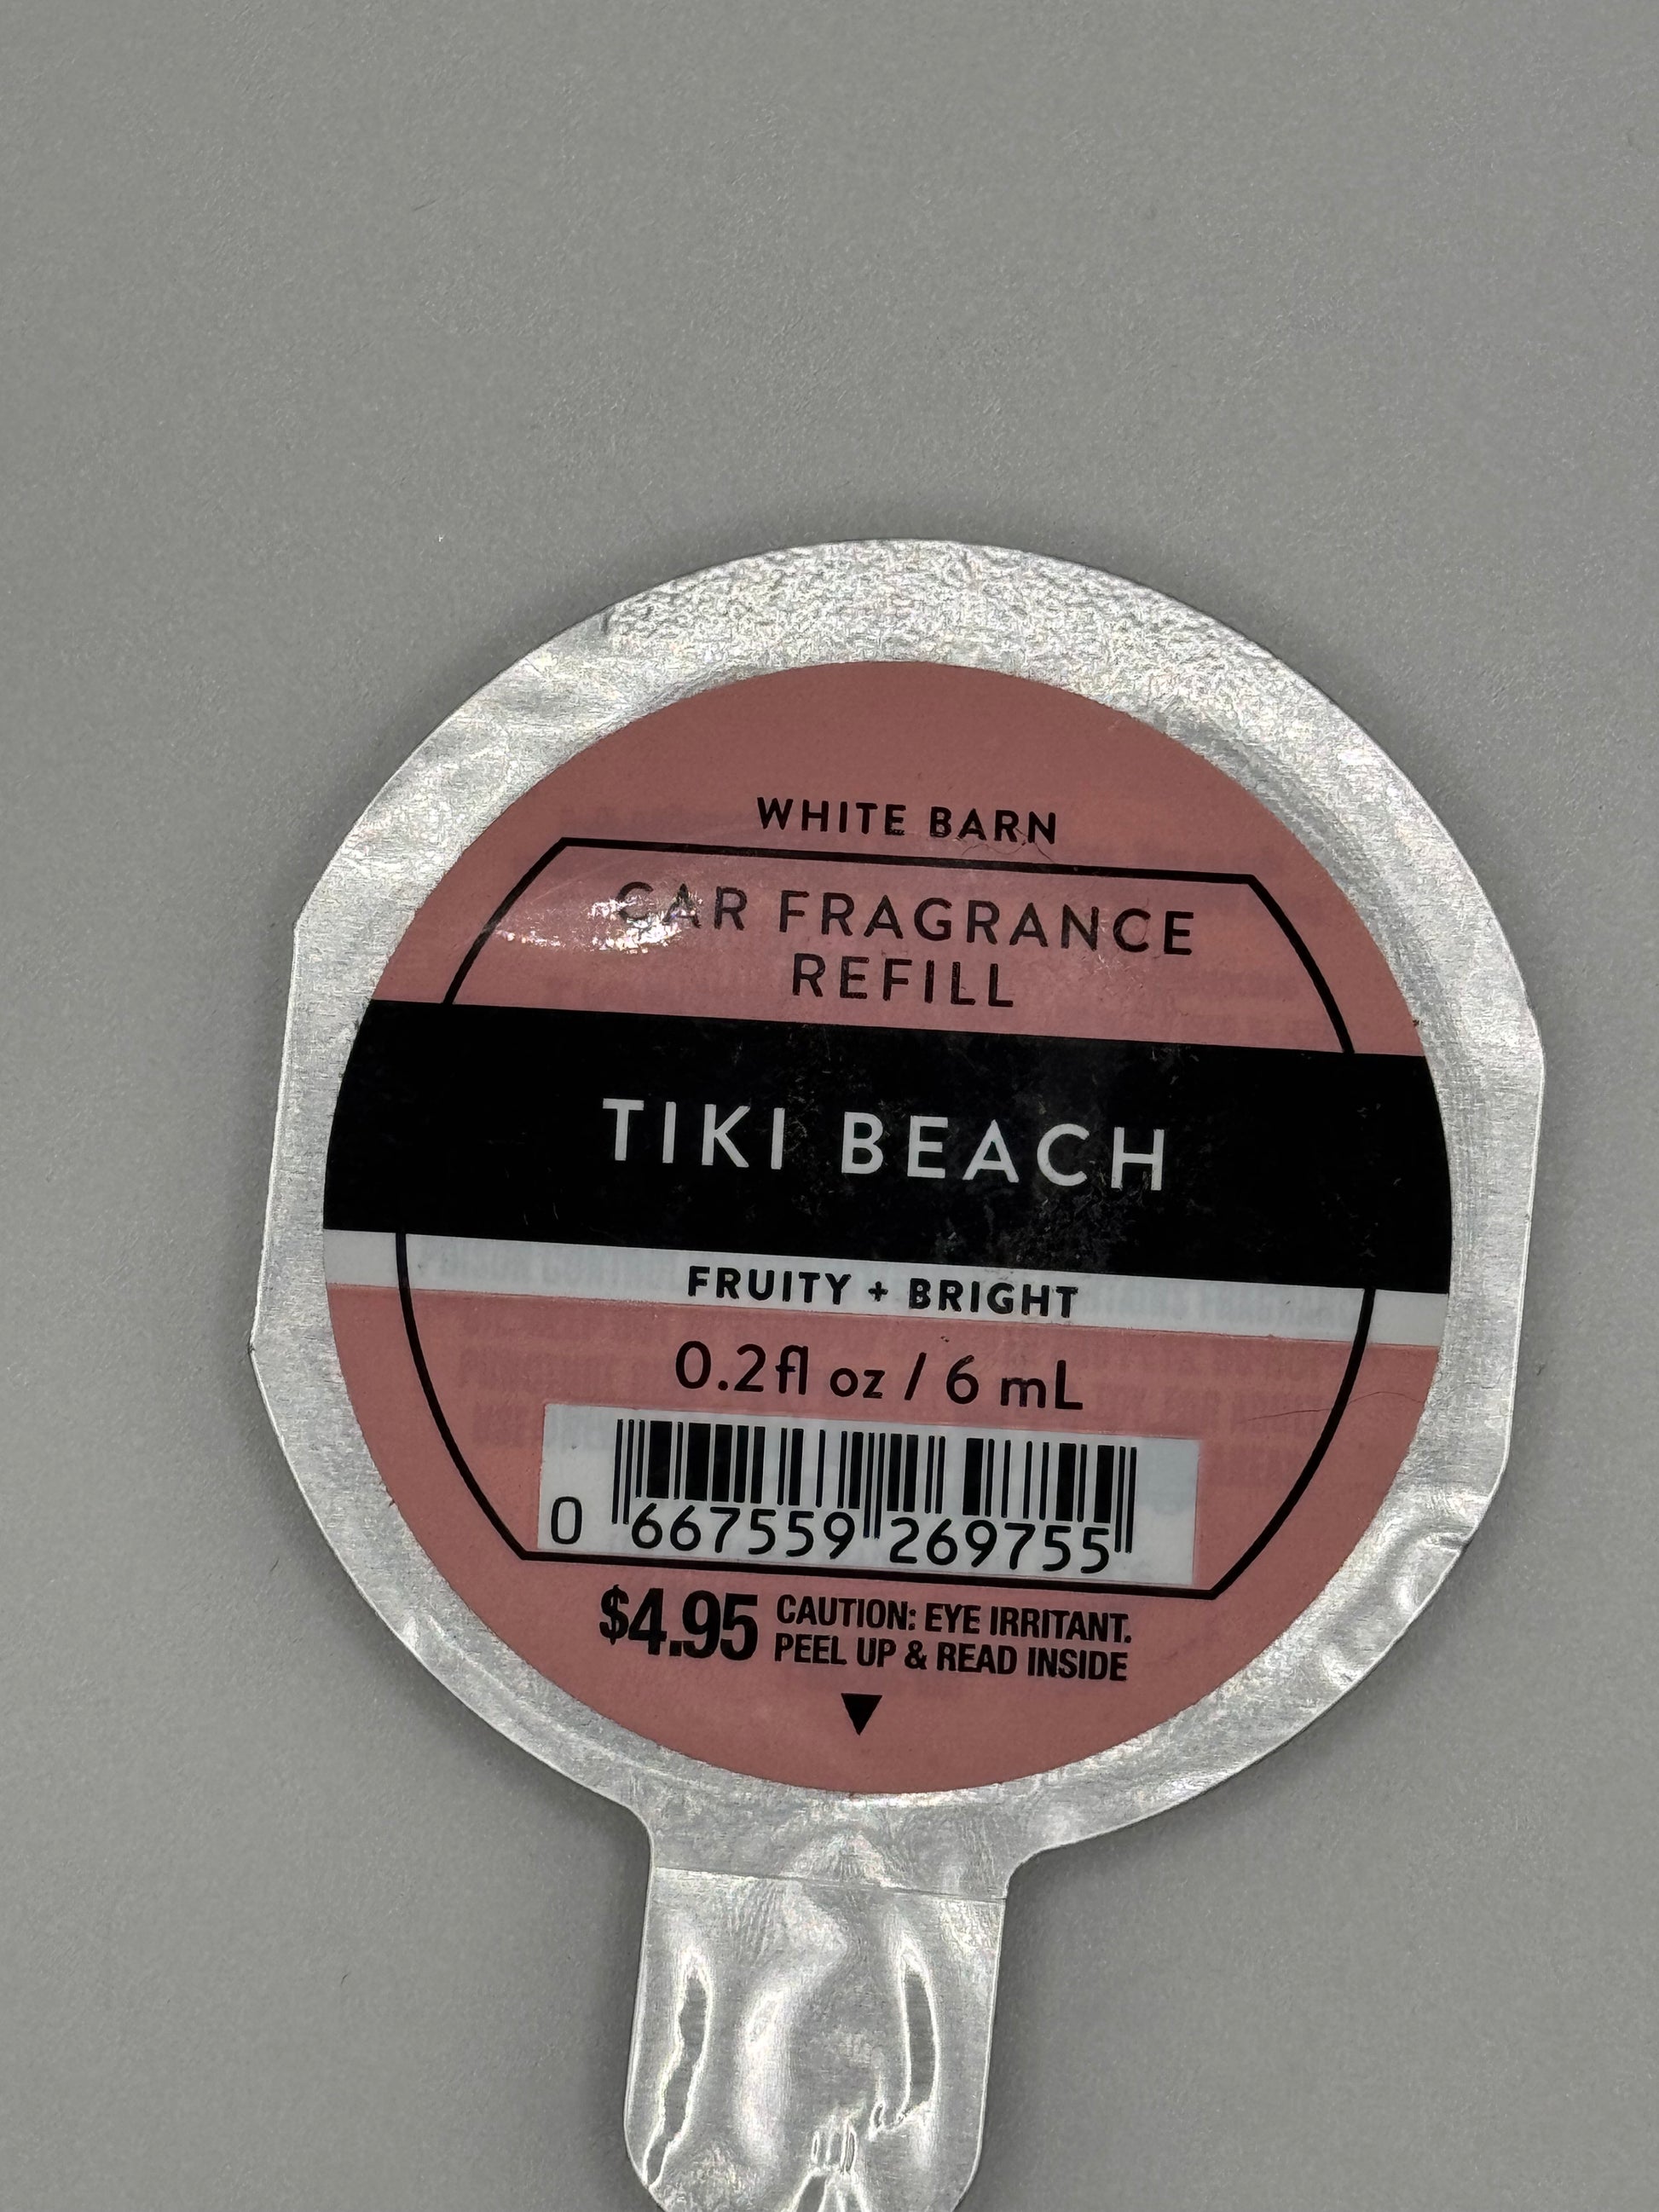 WHITE BARN
CAR FRAGRANCE
REFILL
TIKI BEACH
FRUITY + BRIGHT
0.2fl oz / 6 mL
0 667559 269755
$4.95 CAUTION: EYE IRRITANT.
PEEL UP & READ INSIDE